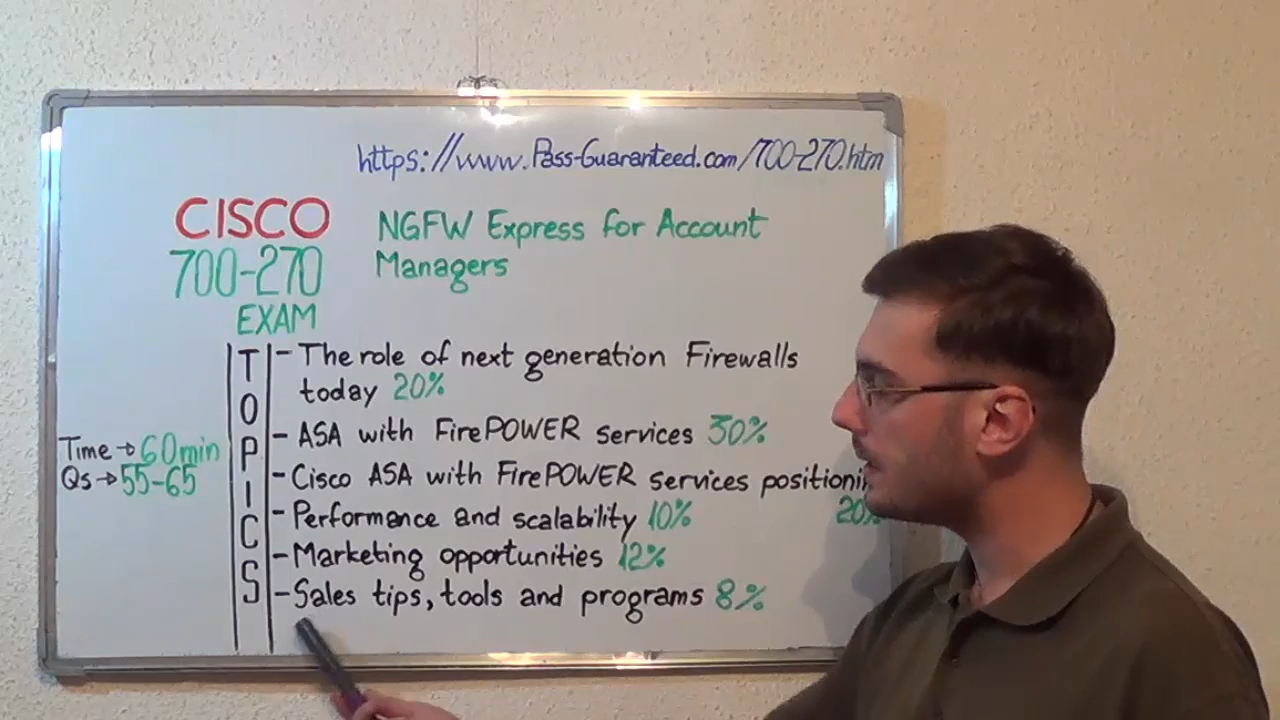 https://www.Pass-Guaranteed.com/700-270.htm
CISCO
700-270
EXAM
NGFW Express for Account
Managers
TOPICS
- The role of next generation Firewalls
today 20%
- ASA with FirePOWER services 30%
- Cisco ASA with FirePOWER services
20%
- Performance and scalability 10%
- Marketing opportunities 12%
- Sales tips, tools and programs 8%
Time → 60min
Qs → 55-65